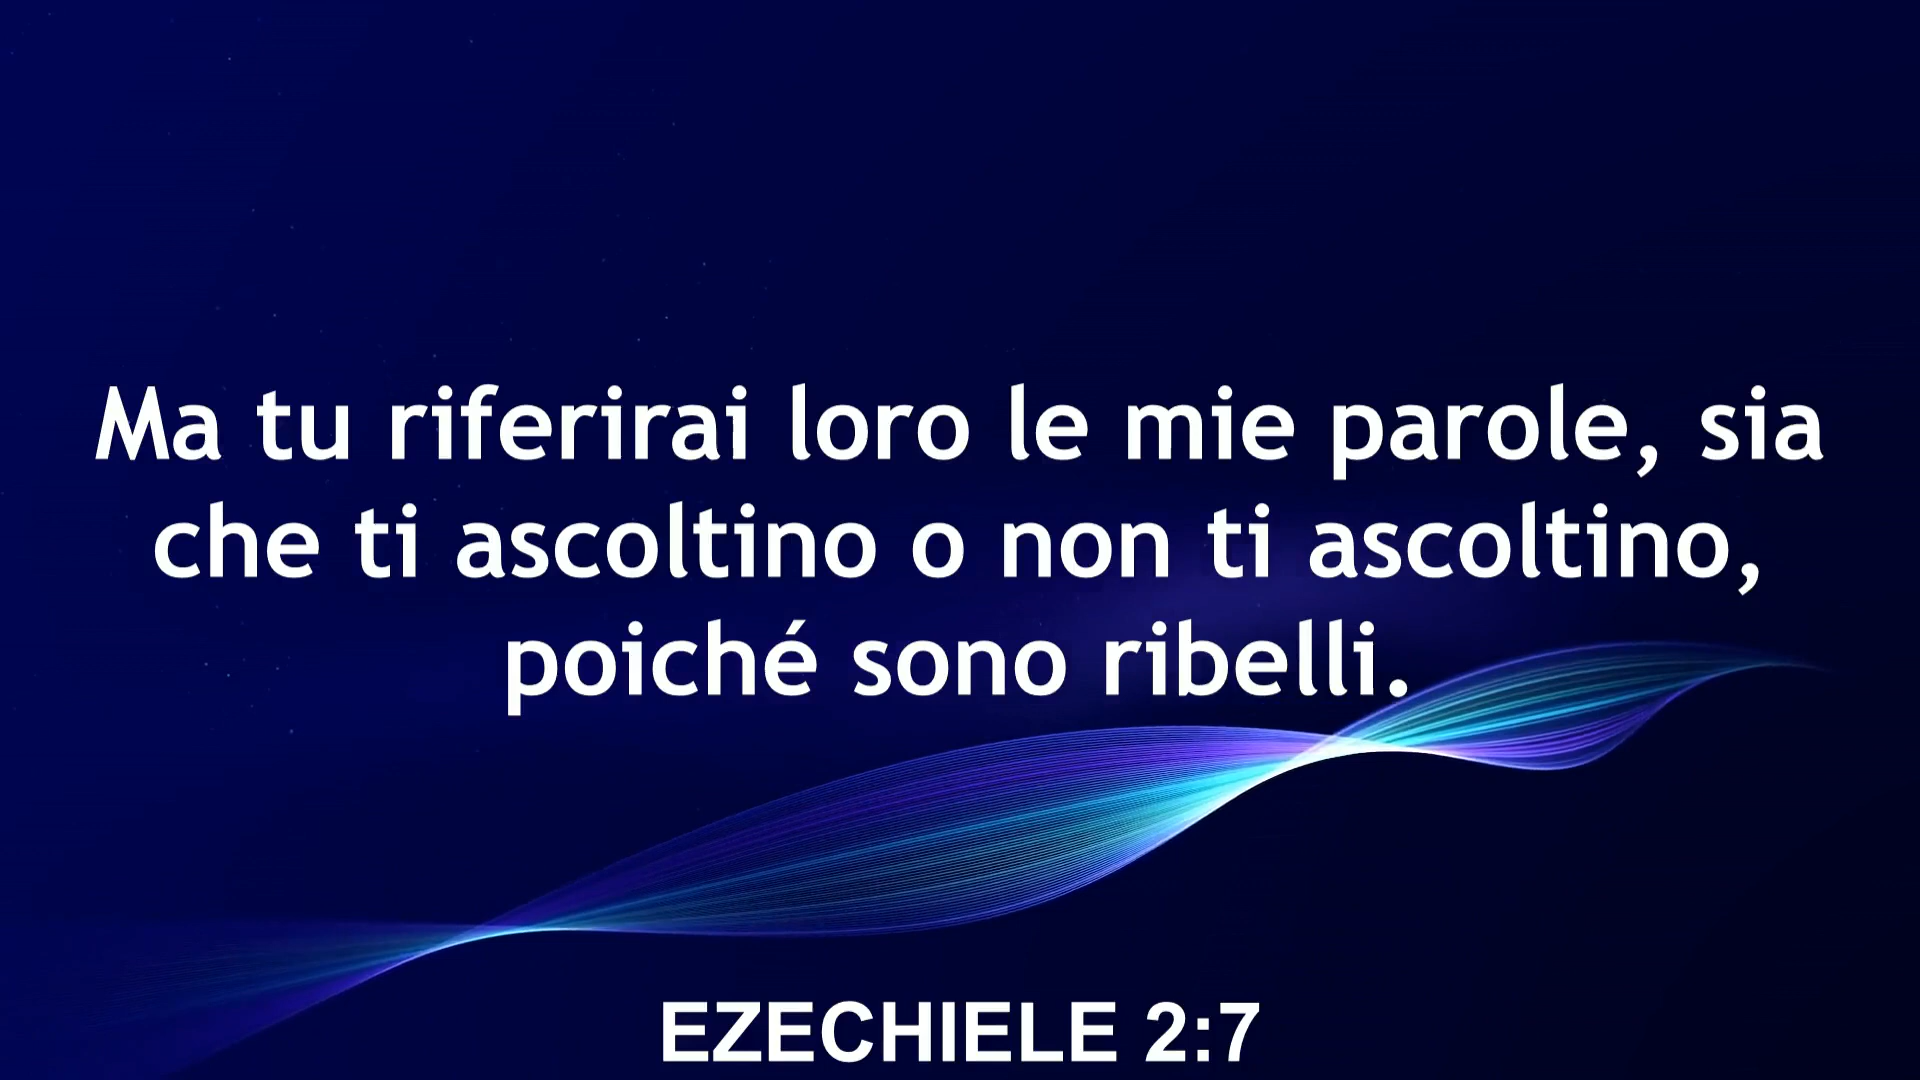 Ma tu riferirai loro le mie parole, sia
che ti ascoltino o non ti ascoltino,
poiché sono ribelli.
EZECHIELE 2:7